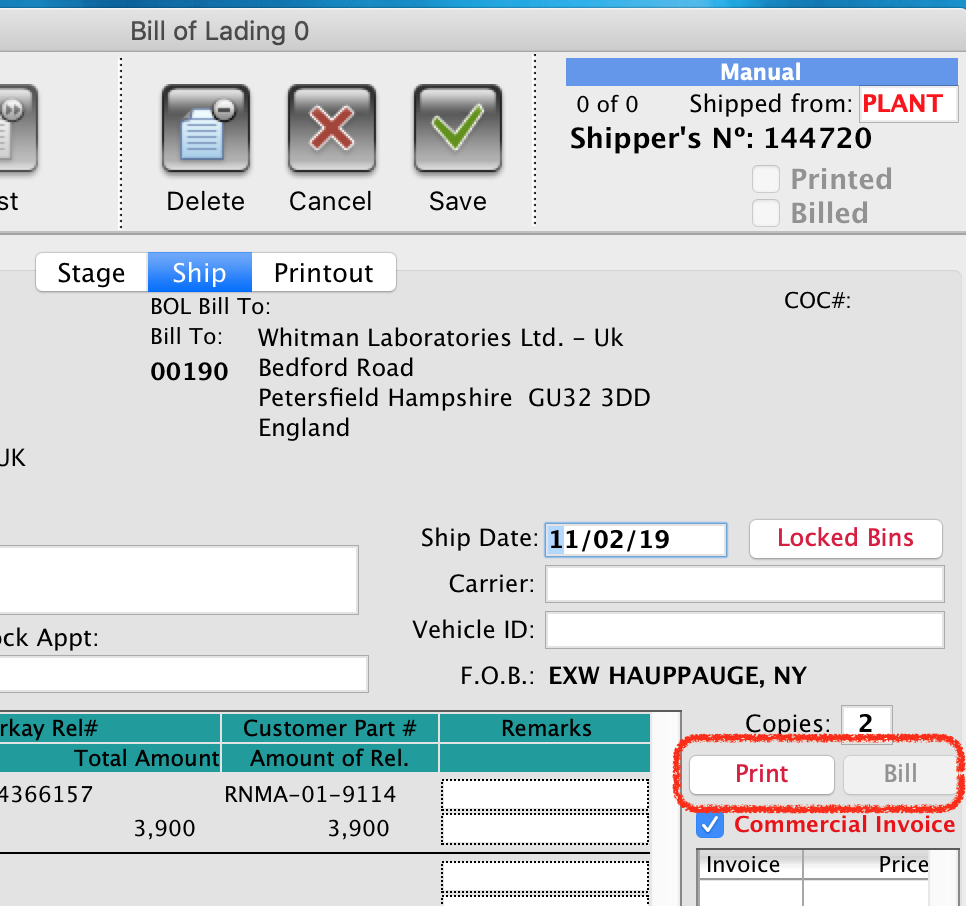 Bill of Lading 0
Manual
0 of 0 Shipped from: PLANT
Shipper's Nº: 144720
Printed
Billed
st Delete Cancel Save
Stage Ship Printout
BOL Bill To: COC#:
Bill To: Whitman Laboratories Ltd. - Uk
00190 Bedford Road
Petersfield Hampshire GU32 3DD
England
UK
Ship Date: 11/02/19 Locked Bins
Carrier:
ock Appt: Vehicle ID:
F.O.B.: EXW HAUPPAUGE, NY
rkay Rel# Customer Part # Remarks Copies: 2
Total Amount Amount of Rel. Print Bill
4366157 RNMA-01-9114
3,900 3,900 Commercial Invoice
Invoice Price